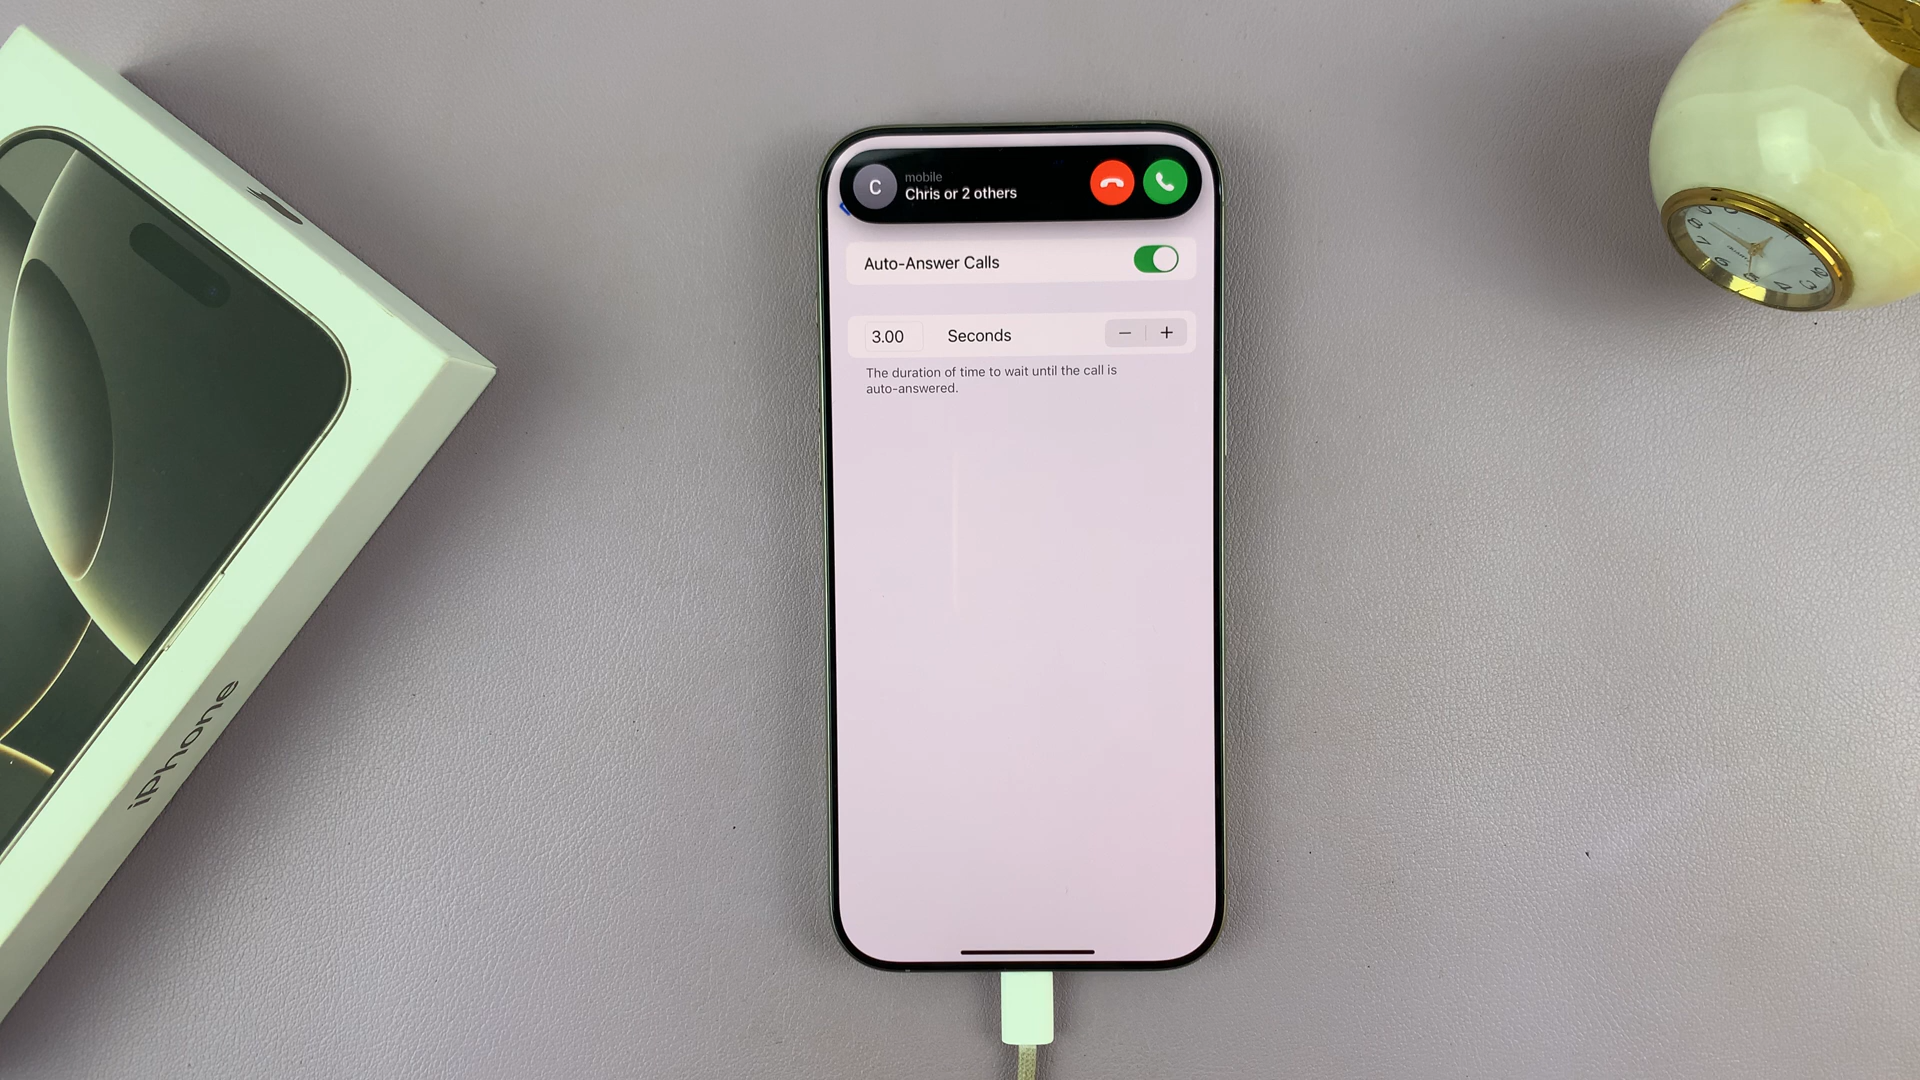 C
mobile
Chris or 2 others
Auto-Answer Calls
3.00 Seconds − +
The duration of time to wait until the call is
auto-answered.
iPhone